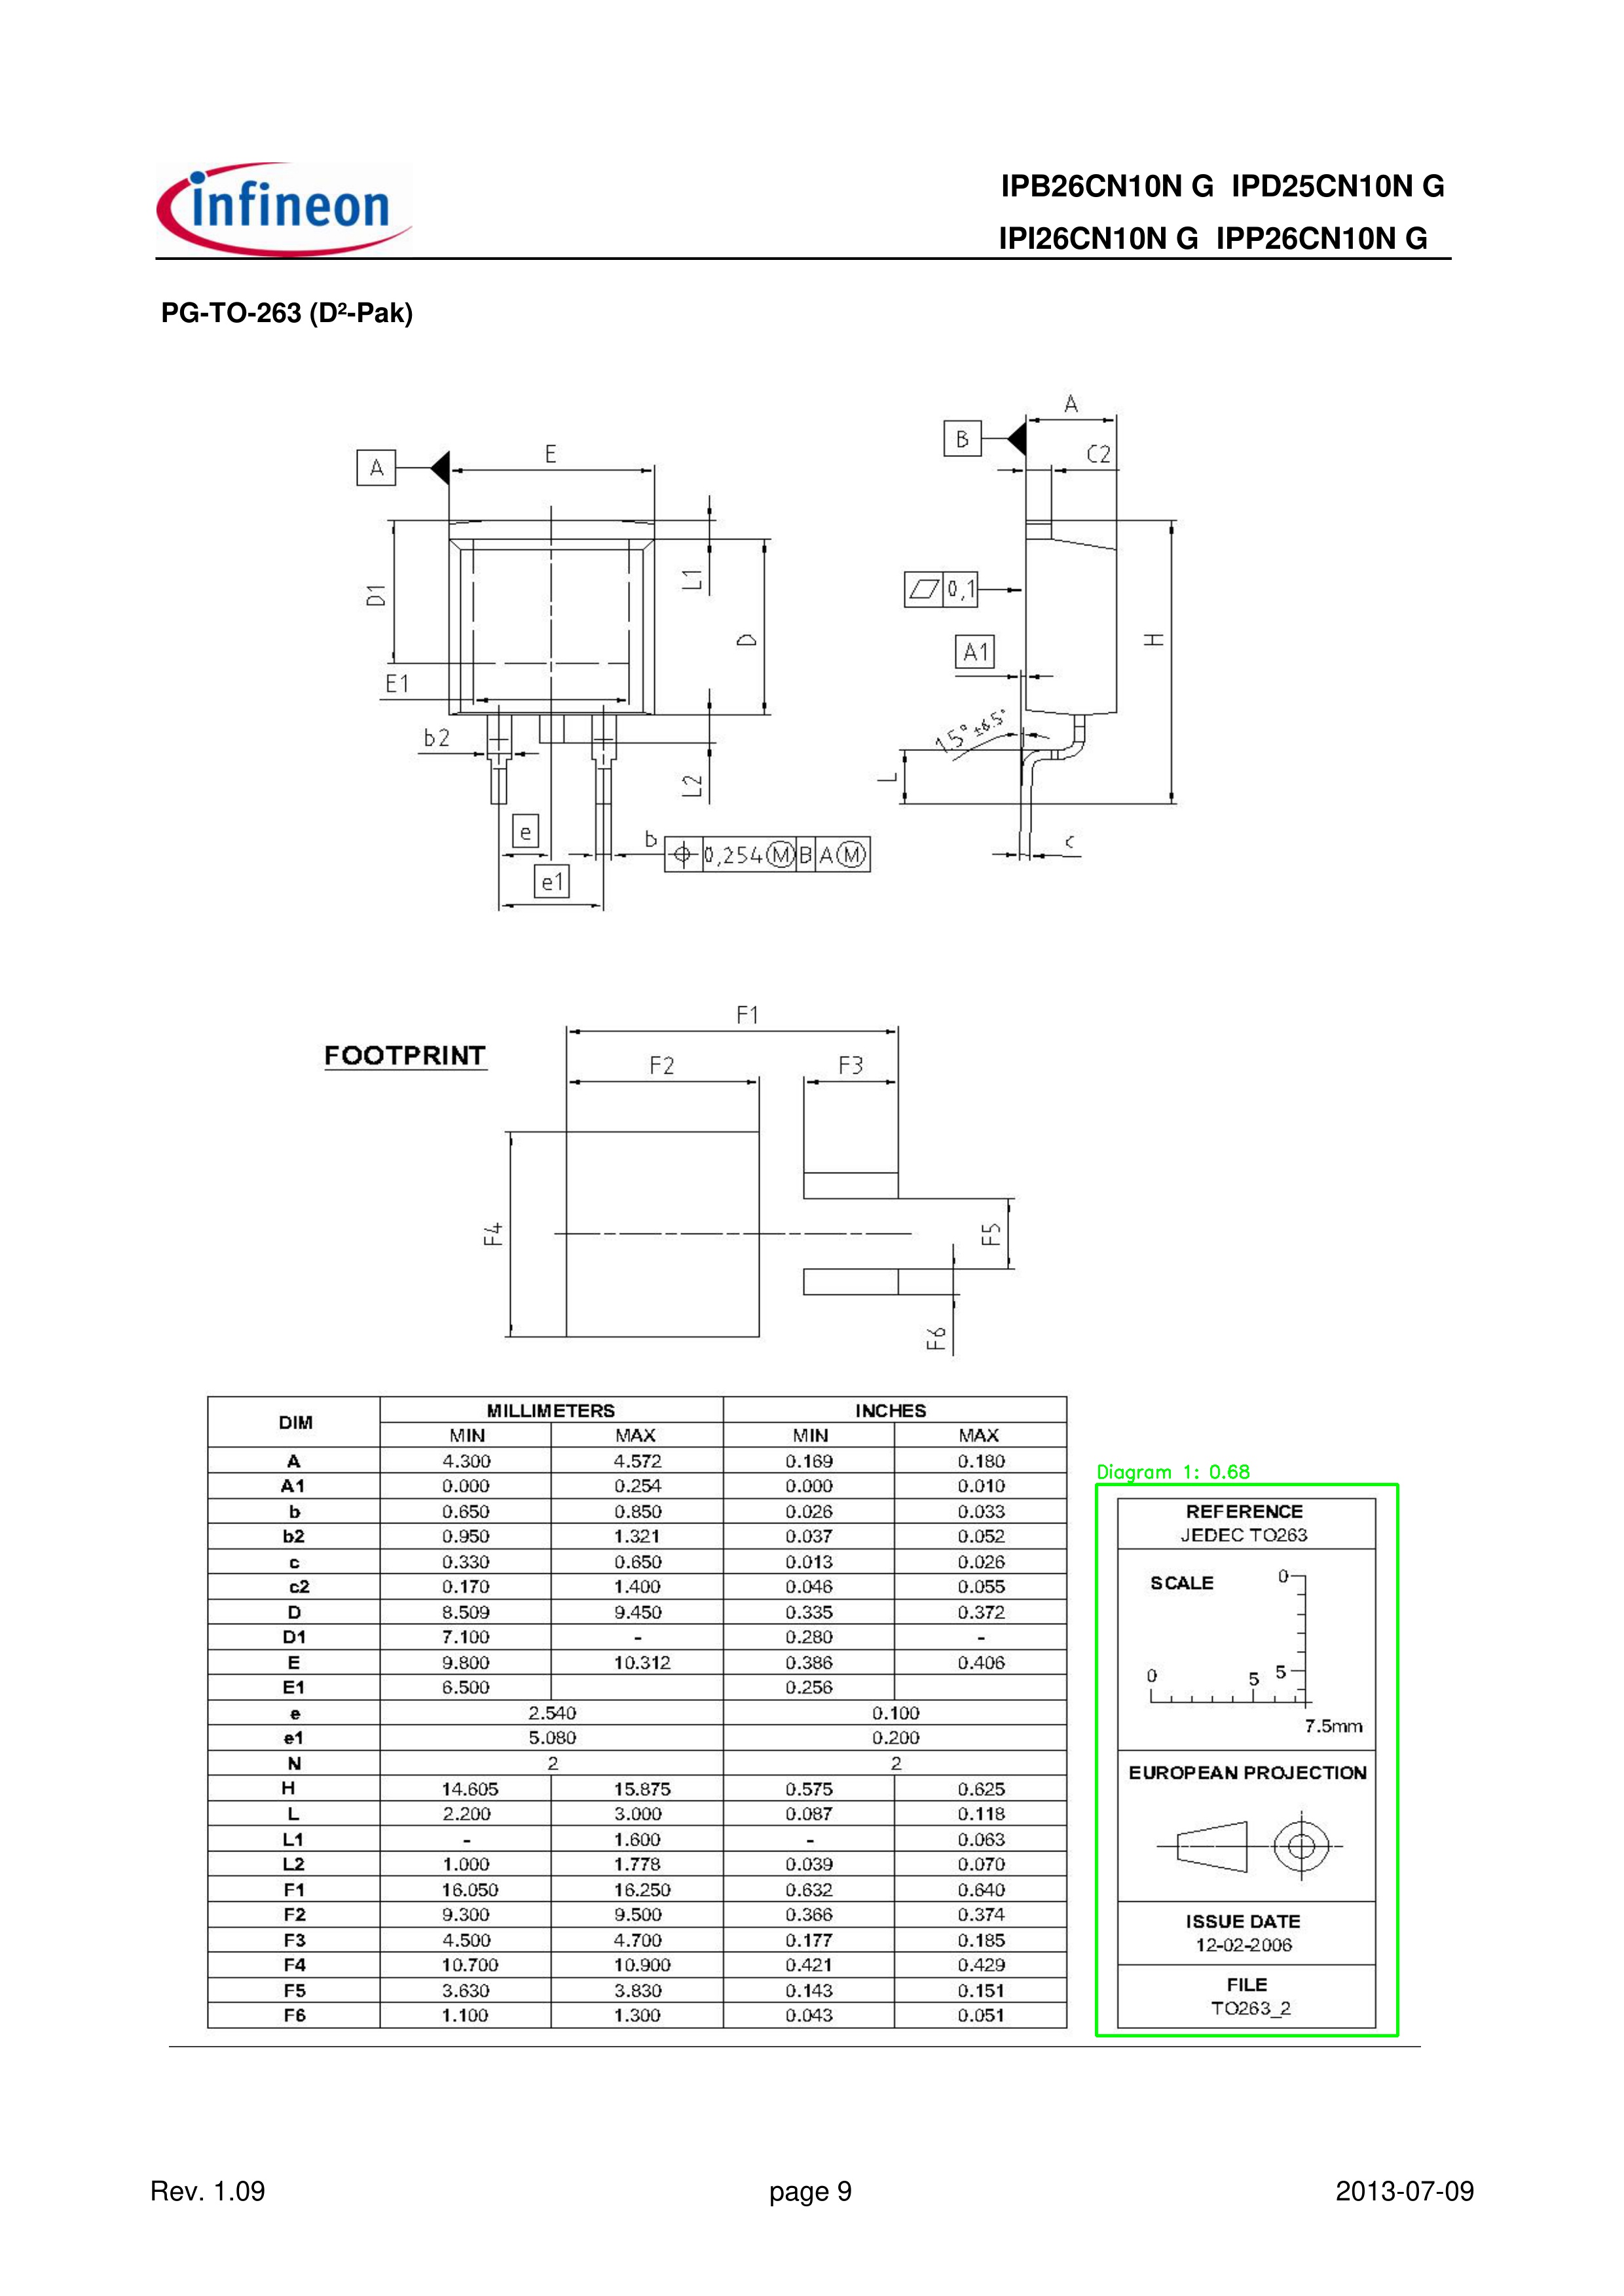 infineon
IPB26CN10N G IPD25CN10N G
IPI26CN10N G IPP26CN10N G
PG-TO-263 (D²-Pak)
A
B
C2
A
E
D1
L1
D
0,1
H
A1
E1
b2
1.5° ±6.5°
L
L2
e
b
0,254 Ⓜ B A Ⓜ
c
e1
FOOTPRINT
F1
F2 F3
F4
F5
F6
DIM MILLIMETERS INCHES
MIN MAX MIN MAX
A 4.300 4.572 0.169 0.180
A1 0.000 0.254 0.000 0.010
b 0.650 0.850 0.026 0.033
b2 0.950 1.321 0.037 0.052
c 0.330 0.650 0.013 0.026
c2 0.170 1.400 0.046 0.055
D 8.509 9.450 0.335 0.372
D1 7.100 - 0.280 -
E 9.800 10.312 0.386 0.406
E1 6.500 0.256
e 2.540 0.100
e1 5.080 0.200
N 2 2
H 14.605 15.875 0.575 0.625
L 2.200 3.000 0.087 0.118
L1 - 1.600 - 0.063
L2 1.000 1.778 0.039 0.070
F1 16.050 16.250 0.632 0.640
F2 9.300 9.500 0.366 0.374
F3 4.500 4.700 0.177 0.185
F4 10.700 10.900 0.421 0.429
F5 3.630 3.830 0.143 0.151
F6 1.100 1.300 0.043 0.051
Diagram 1: 0.68
REFERENCE
JEDEC TO263
SCALE
0
5
0 5
7.5mm
EUROPEAN PROJECTION
ISSUE DATE
12-02-2006
FILE
TO263_2
Rev. 1.09 page 9 2013-07-09